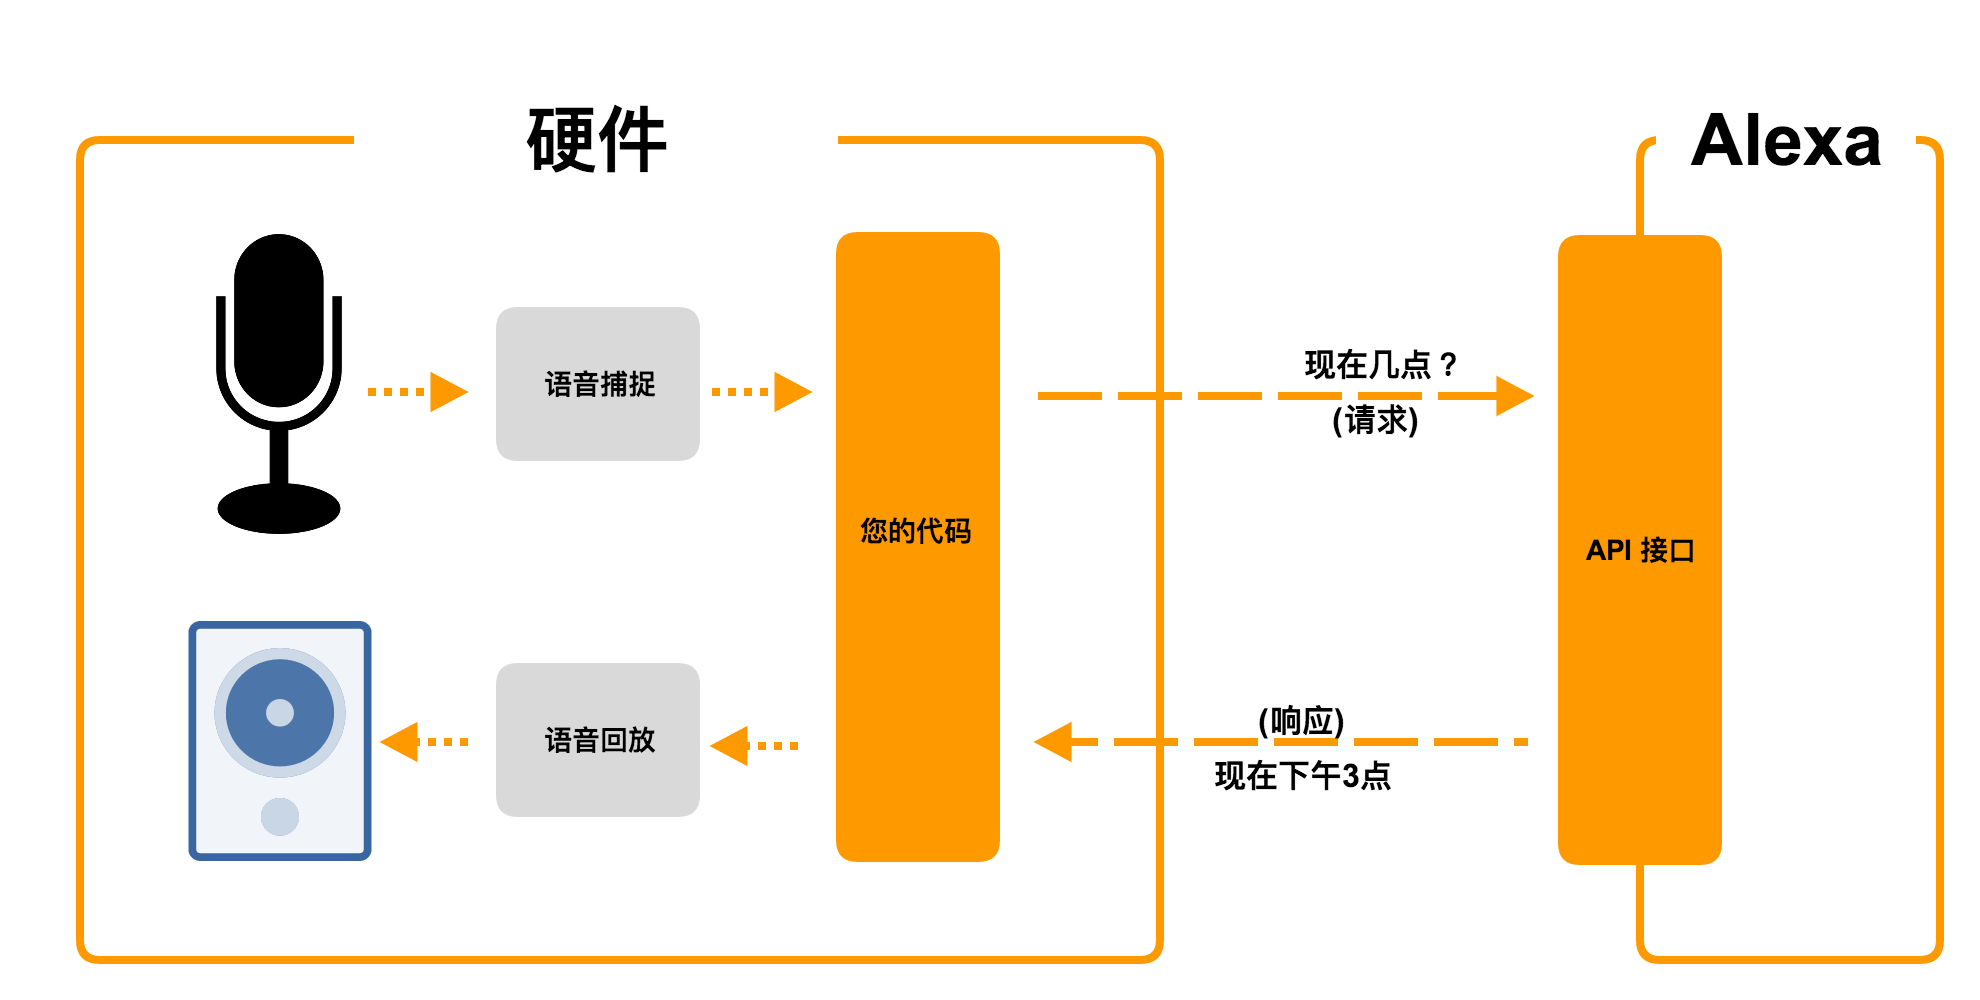 硬件
Alexa
语音捕捉
现在几点？
(请求)
您的代码
API 接口
语音回放
(响应)
现在下午3点